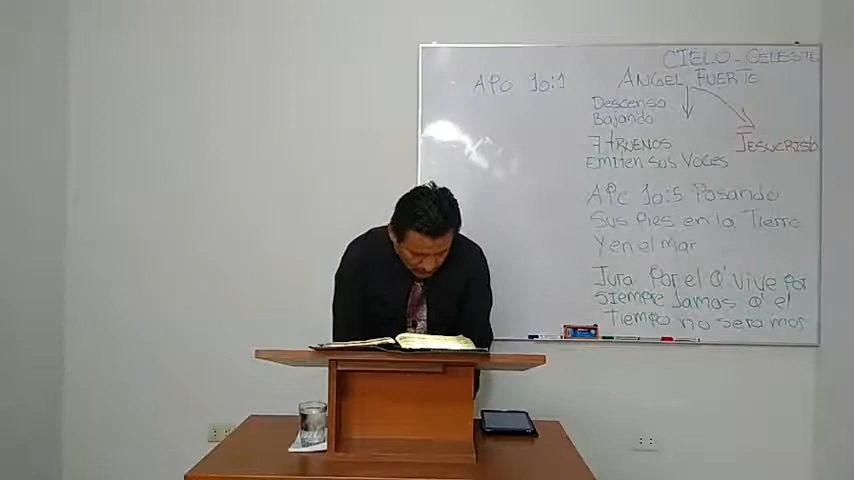 CIELO - CELESTE
APO 10:1
ANGEL FUERTE
Descenso
Bajando
JESUCRISTO
7 TRUENOS
EMITEN SUS VOCES
APC 10:5 POSANDO
SUS PIES EN LA TIERRA
Y EN EL MAR
JURA POR EL Q' VIVE POR
SIEMPRE JAMAS Q' EL
TIEMPO NO SERA MAS